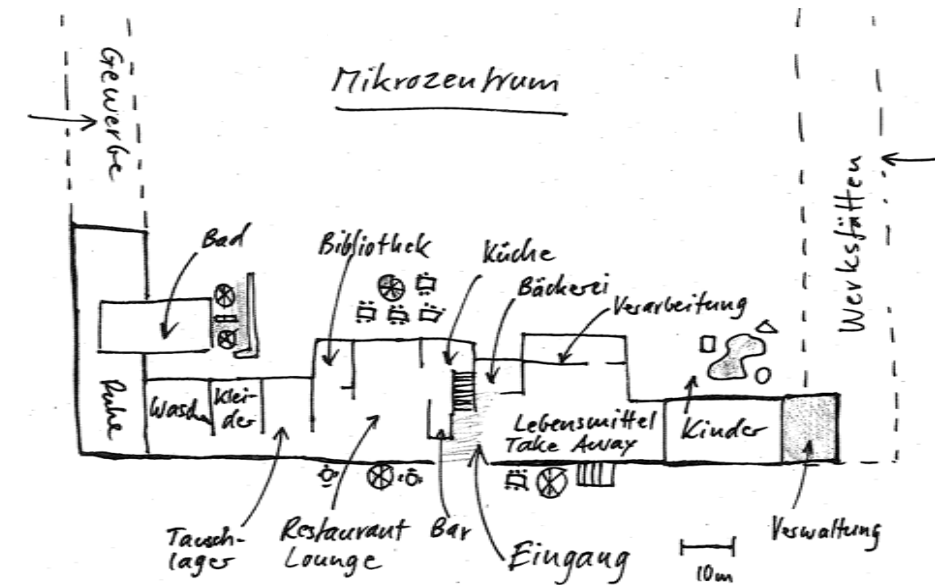 Mikrozentrum
Gewerbe
Werkstätten
Bad
Bibliothek
Küche
Bäckerei
Verarbeitung
Ruhe
Waschen
Klei-
der
Lebensmittel
Take Away
Kinder
Tausch-
lager
Restaurant
Lounge
Bar
Eingang
10m
Verwaltung